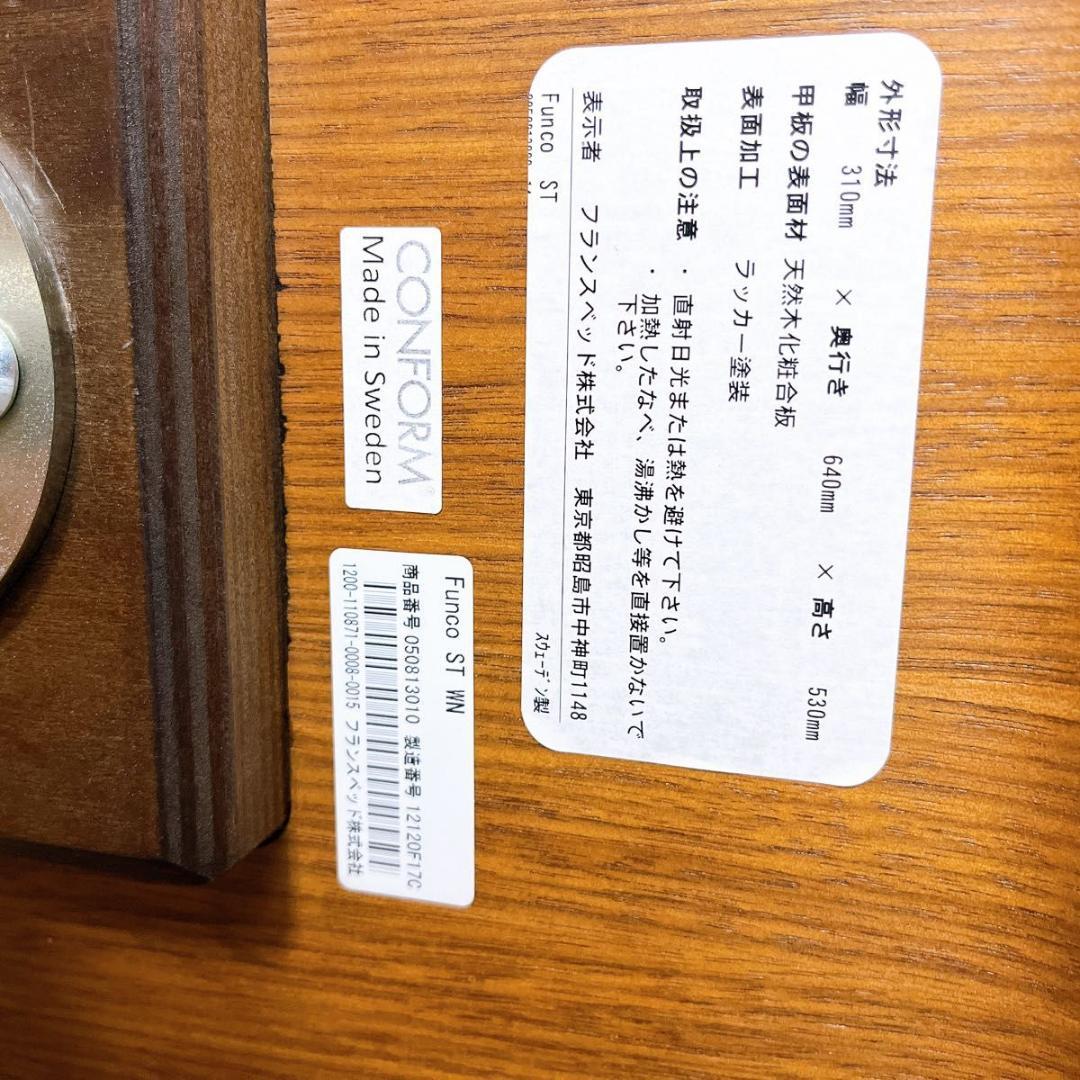 外形寸法
幅 310mm × 奥行き 640mm × 高さ 530mm
甲板の表面材 天然木化粧合板
表面加工 ラッカー塗装
取扱上の注意 ・直射日光または熱を避けて下さい。
・加熱したなべ、湯沸かし等を直接置かないで
下さい。
表示者 フランスベッド株式会社 東京都昭島市中神町1148
Funco ST スウェーデン製
CONFORM®
Made in Sweden
Funco ST WN
商品番号 050813010 製造番号 12120F17C
1200-110871-0008-0015 フランスベッド株式会社